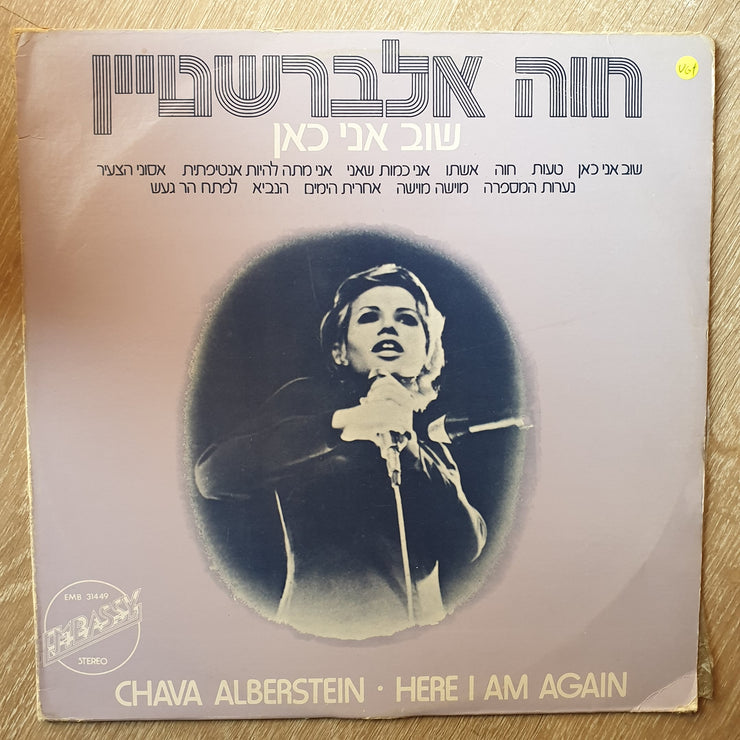 חוה אלברשטיין
VG+
שוב אני כאן
שוב אני כאן טעות חוה אשתו אני כמות שאני אני מתה להיות אנטיפתית אסוני הצעיר
נערות המספרה מוישה מוישה אחרית הימים הנביא לפתח הר געש
EMB 31449
EMBASSY
STEREO
CHAVA ALBERSTEIN · HERE I AM AGAIN